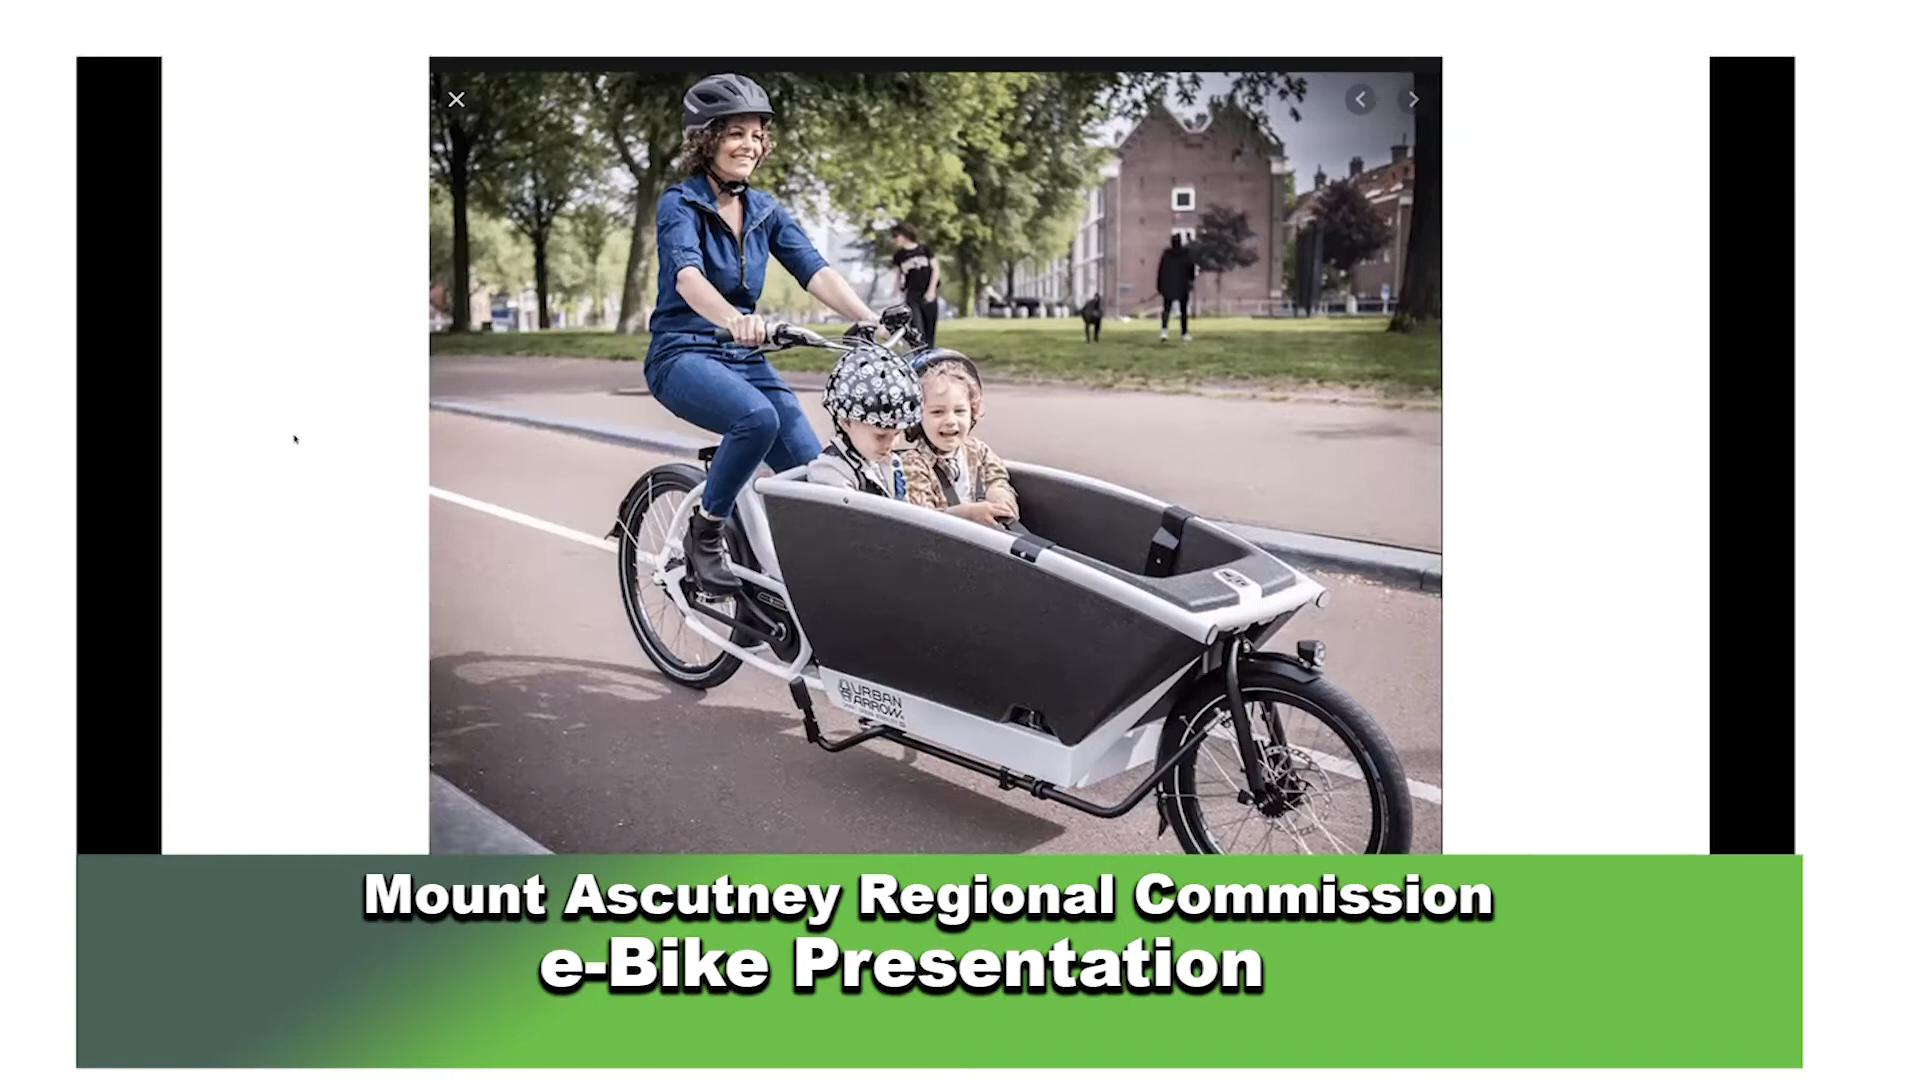 URBAN
ARROW
Mount Ascutney Regional Commission
e-Bike Presentation